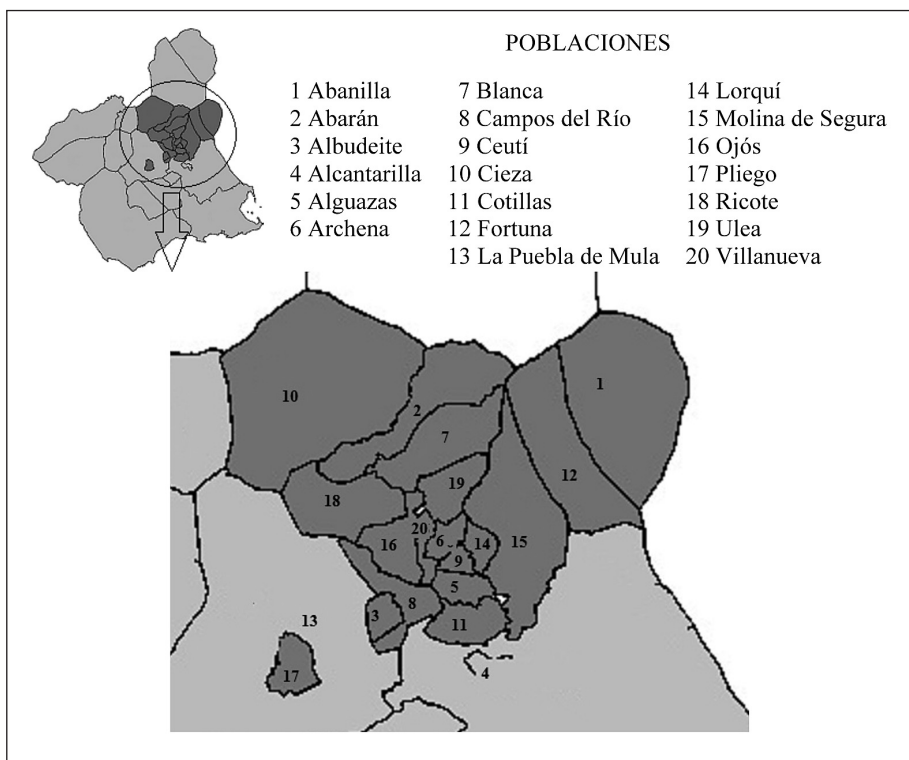 POBLACIONES
1 Abanilla
2 Abarán
3 Albudeite
4 Alcantarilla
5 Alguazas
6 Archena
7 Blanca
8 Campos del Río
9 Ceutí
10 Cieza
11 Cotillas
12 Fortuna
13 La Puebla de Mula
14 Lorquí
15 Molina de Segura
16 Ojós
17 Pliego
18 Ricote
19 Ulea
20 Villanueva
1
10
2
7
12
19
18
20
6
14
15
16
9
5
8
3
13
11
17
4